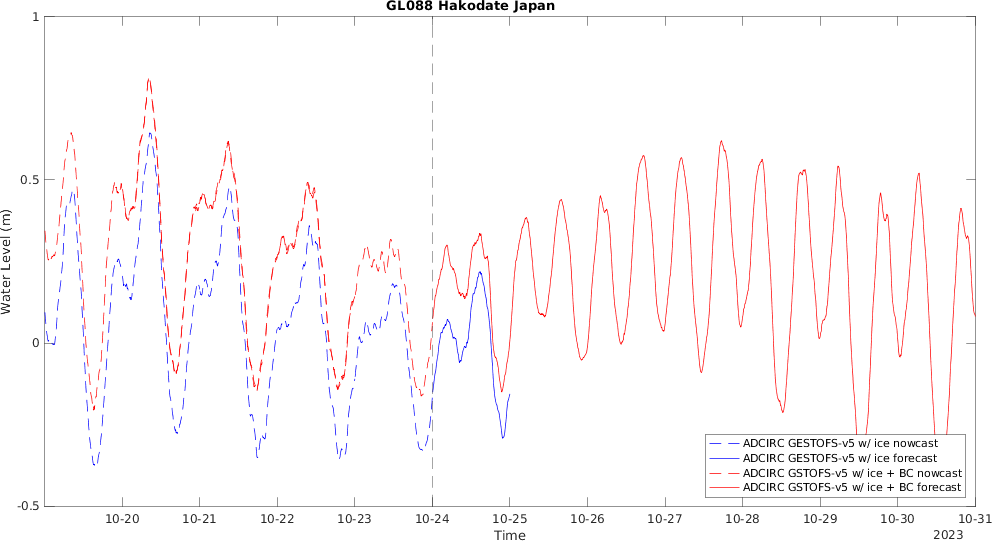 GL088 Hakodate Japan
1
0.5
0
-0.5
Water Level (m)
10-20 10-21 10-22 10-23 10-24 10-25 10-26 10-27 10-28 10-29 10-30 10-31
Time
2023
ADCIRC GESTOFS-v5 w/ ice nowcast
ADCIRC GESTOFS-v5 w/ ice forecast
ADCIRC GSTOFS-v5 w/ ice + BC nowcast
ADCIRC GSTOFS-v5 w/ ice + BC forecast